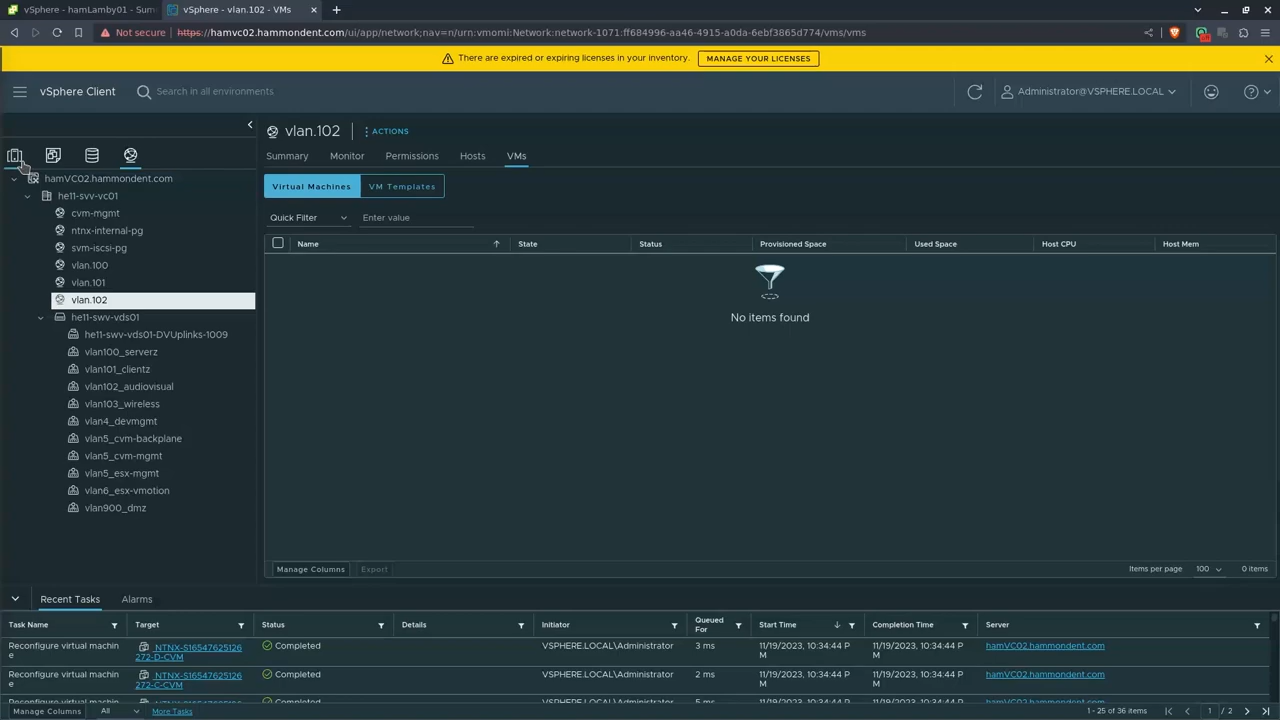 vSphere - hamLamby01 - Sum
vSphere - vlan.102 - VMs
Not secure
https://hamvc02.hammondent.com/ui/app/network;nav=n/urn:vmomi:Network:network-1071:ff684996-aa46-4915-a0da-6ebf3865d774/vms/vms
There are expired or expiring licenses in your inventory.
MANAGE YOUR LICENSES
vSphere Client
Search in all environments
Administrator@VSPHERE.LOCAL
vlan.102
ACTIONS
Summary Monitor Permissions Hosts VMs
hamVC02.hammondent.com
he11-svv-vc01
cvm-mgmt
ntnx-internal-pg
svm-iscsi-pg
vlan.100
vlan.101
vlan.102
he11-swv-vds01
he11-swv-vds01-DVUplinks-1009
vlan100_serverz
vlan101_clientz
vlan102_audiovisual
vlan103_wireless
vlan4_devmgmt
vlan5_cvm-backplane
vlan5_cvm-mgmt
vlan5_esx-mgmt
vlan6_esx-vmotion
vlan900_dmz
Virtual Machines VM Templates
Quick Filter Enter value
Name State Status Provisioned Space Used Space Host CPU Host Mem
No items found
Manage Columns Export Items per page 100 0 items
Recent Tasks Alarms
Task Name Target Status Details Initiator Queued For Start Time Completion Time Server
Reconfigure virtual machin
e
NTNX-S16547625126
272-D-CVM
Completed
VSPHERE.LOCAL\Administrator
3 ms
11/19/2023, 10:34:44 P
M
11/19/2023, 10:34:44 P
M
hamVC02.hammondent.com
Reconfigure virtual machin
e
NTNX-S16547625126
272-C-CVM
Completed
VSPHERE.LOCAL\Administrator
2 ms
11/19/2023, 10:34:44 P
M
11/19/2023, 10:34:44 P
M
hamVC02.hammondent.com
Manage Columns All More Tasks 1 - 25 of 36 items 1 / 2